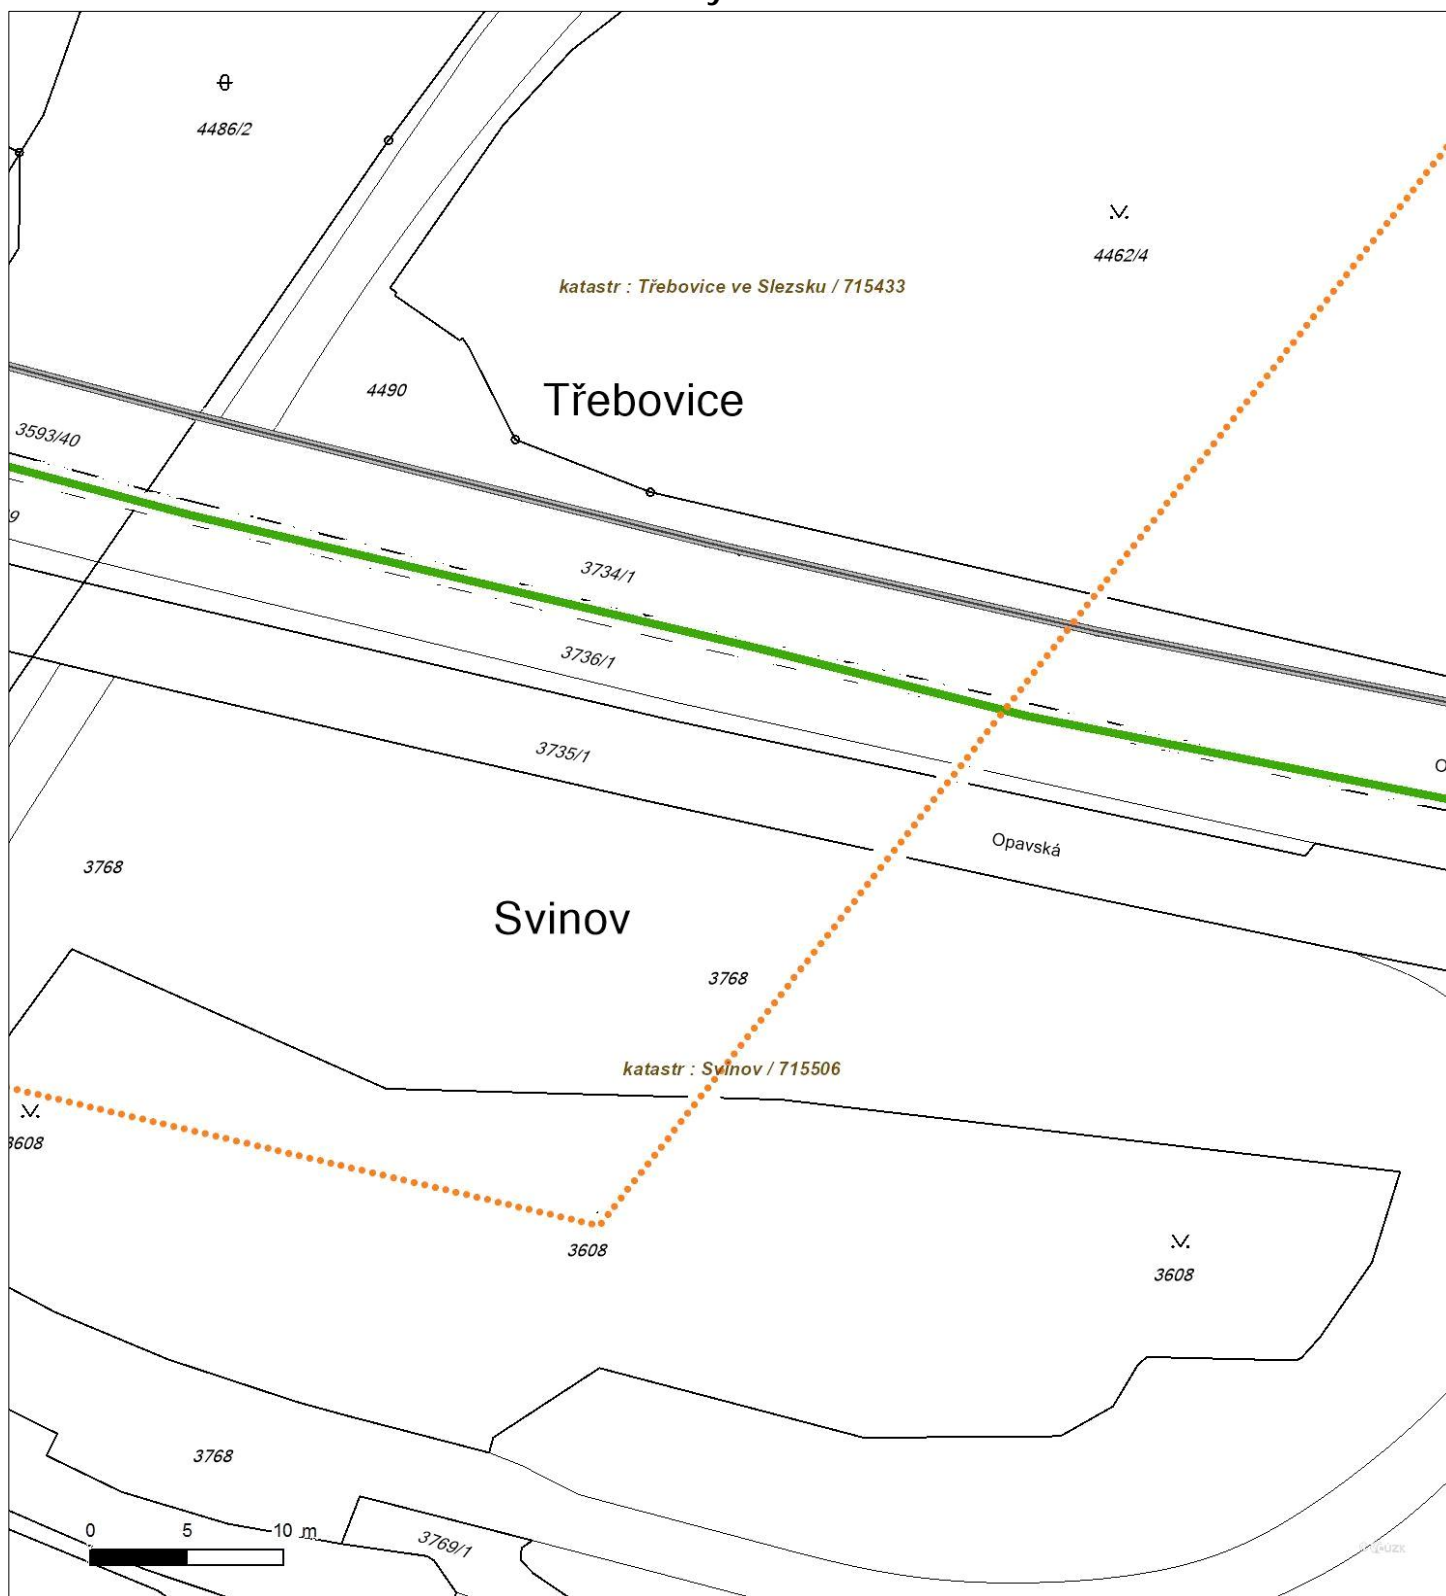 4486/2
4462/4
katastr : Třebovice ve Slezsku / 715433
4490
Třebovice
3593/40
9
3734/1
3736/1
3735/1
O
Opavská
3768
Svinov
3768
katastr : Svinov / 715506
3608
3608
3608
3768
0 5 10 m
3769/1